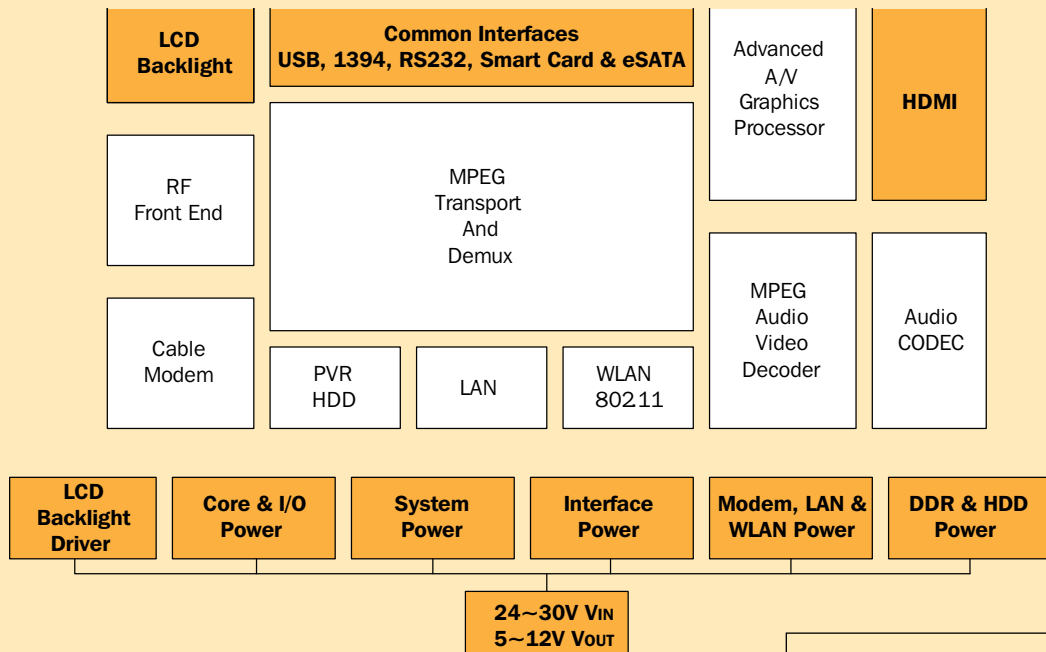 LCD
Backlight
Common Interfaces
USB, 1394, RS232, Smart Card & eSATA
Advanced
A/V
Graphics
Processor
HDMI
RF
Front End
MPEG
Transport
And
Demux
Cable
Modem
PVR
HDD
LAN
WLAN
802.11
MPEG
Audio
Video
Decoder
Audio
CODEC
LCD
Backlight
Driver
Core & I/O
Power
System
Power
Interface
Power
Modem, LAN &
WLAN Power
DDR & HDD
Power
24~30V VIN
5~12V VOUT